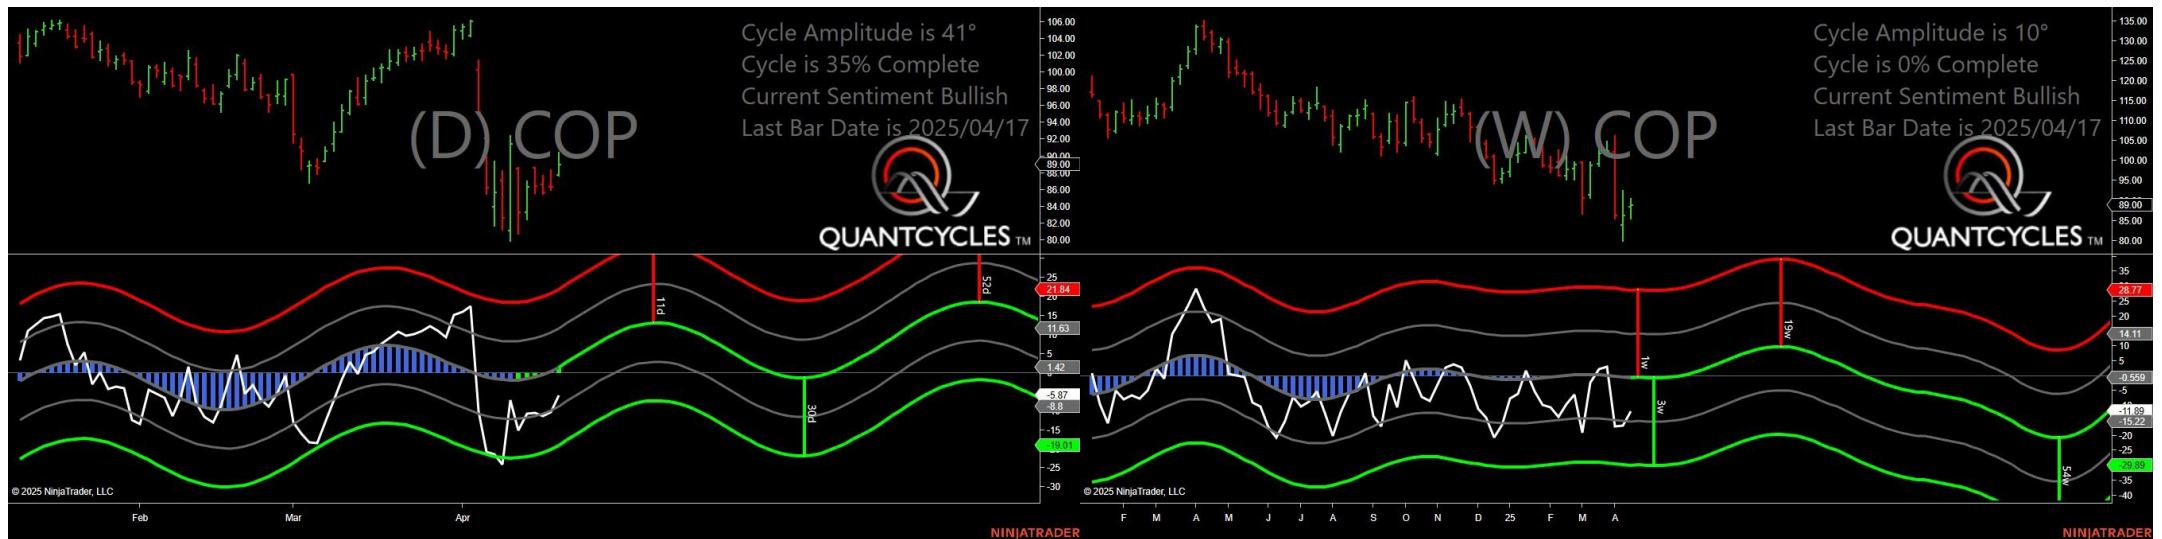 Cycle Amplitude is 41°
Cycle is 35% Complete
Current Sentiment Bullish
Last Bar Date is 2025/04/17
(D) COP
QUANTCYCLES TM
106.00
104.00
102.00
100.00
98.00
96.00
94.00
92.00
90.00
89.00
88.00
86.00
84.00
82.00
80.00
11d
30d
52d
25
21.84
20
15
11.63
5
1.42
-5.87
-8.8
-15
-19.01
-25
-30
© 2025 NinjaTrader, LLC
Feb
Mar
Apr
NINJATRADER
Cycle Amplitude is 10°
Cycle is 0% Complete
Current Sentiment Bullish
Last Bar Date is 2025/04/17
(W) COP
QUANTCYCLES TM
135.00
130.00
125.00
120.00
115.00
110.00
105.00
100.00
95.00
89.00
85.00
80.00
1w
3w
19w
54w
35
28.77
25
20
14.11
10
5
-0.559
-11.89
-15.22
-20
-25
-29.89
-35
-40
© 2025 NinjaTrader, LLC
F M A M J J A S O N D 25 F M A
NINJATRADER